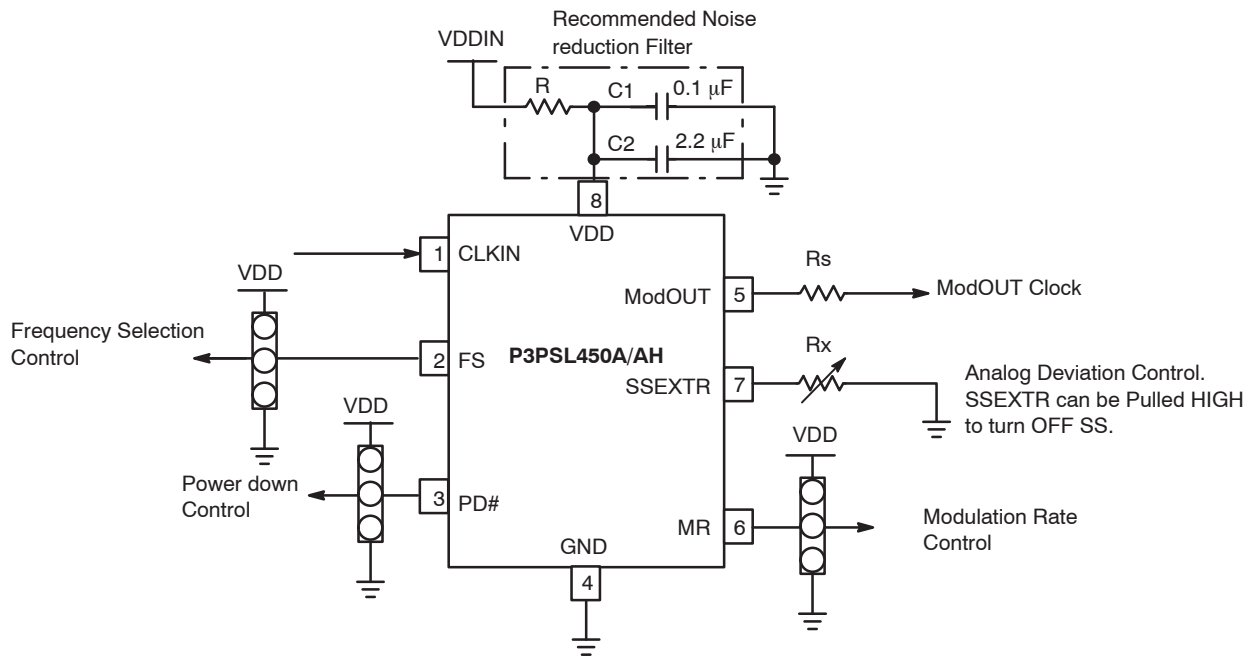 Recommended Noise
reduction Filter
VDDIN
R
C1
0.1 μF
C2
2.2 μF
8
VDD
1
CLKIN
VDD
Frequency Selection
Control
2
FS
P3PSL450A/AH
ModOUT
5
Rs
ModOUT Clock
SSEXTR
7
Rx
Analog Deviation Control.
SSEXTR can be Pulled HIGH
to turn OFF SS.
VDD
Power down
Control
3
PD#
GND
4
MR
6
VDD
Modulation Rate
Control